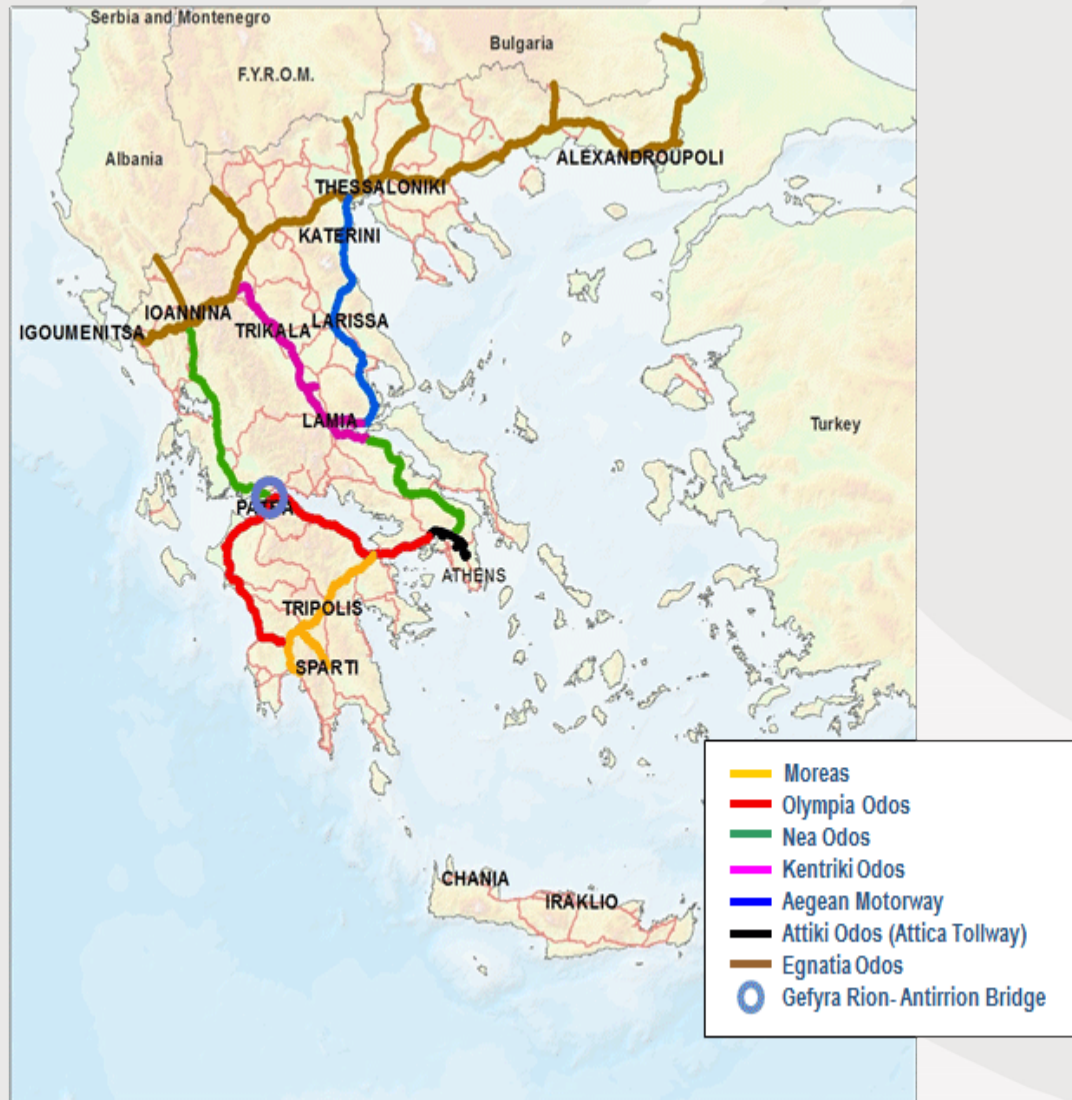 Serbia and Montenegro
Bulgaria
F.Y.R.O.M.
Albania
ALEXANDROUPOLI
THESSALONIKI
KATERINI
IOANNINA
IGOUMENITSA
TRIKALA
LARISSA
LAMIA
Turkey
PATRA
ATHENS
TRIPOLIS
SPARTI
CHANIA
IRAKLIO
Moreas
Olympia Odos
Nea Odos
Kentriki Odos
Aegean Motorway
Attiki Odos (Attica Tollway)
Egnatia Odos
Gefyra Rion- Antirrion Bridge